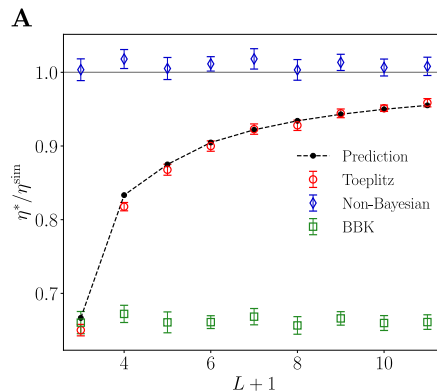 A
η*/η^sim
1.0
0.9
0.8
0.7
Prediction
Toeplitz
Non-Bayesian
BBK
4
6
8
10
L + 1